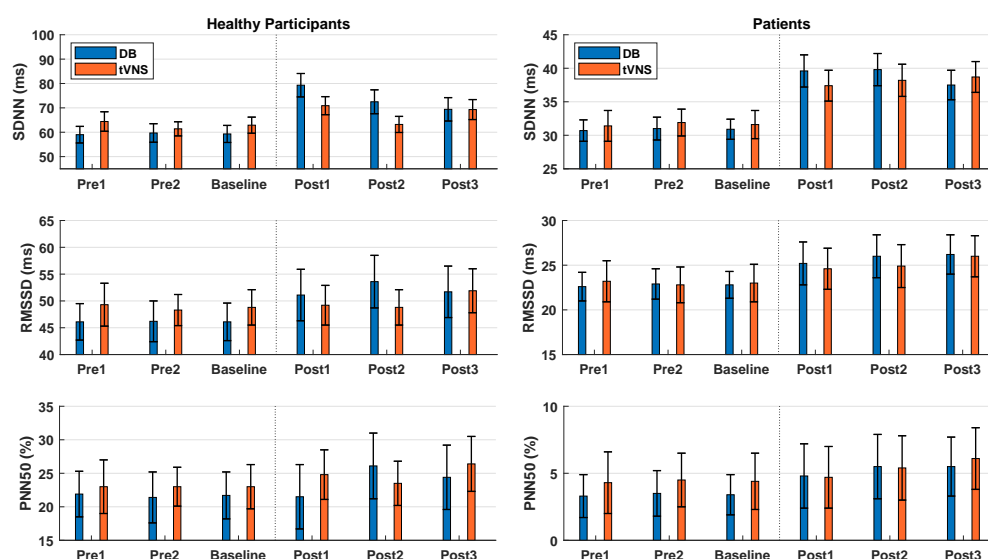 Healthy Participants
SDNN (ms)
100
90
80
70
60
50
DB
tVNS
Pre1 Pre2 Baseline Post1 Post2 Post3
Patients
SDNN (ms)
45
40
35
30
25
DB
tVNS
Pre1 Pre2 Baseline Post1 Post2 Post3
RMSSD (ms)
65
60
55
50
45
40
Pre1 Pre2 Baseline Post1 Post2 Post3
RMSSD (ms)
30
25
20
15
Pre1 Pre2 Baseline Post1 Post2 Post3
PNN50 (%)
35
30
25
20
15
Pre1 Pre2 Baseline Post1 Post2 Post3
PNN50 (%)
10
5
0
Pre1 Pre2 Baseline Post1 Post2 Post3